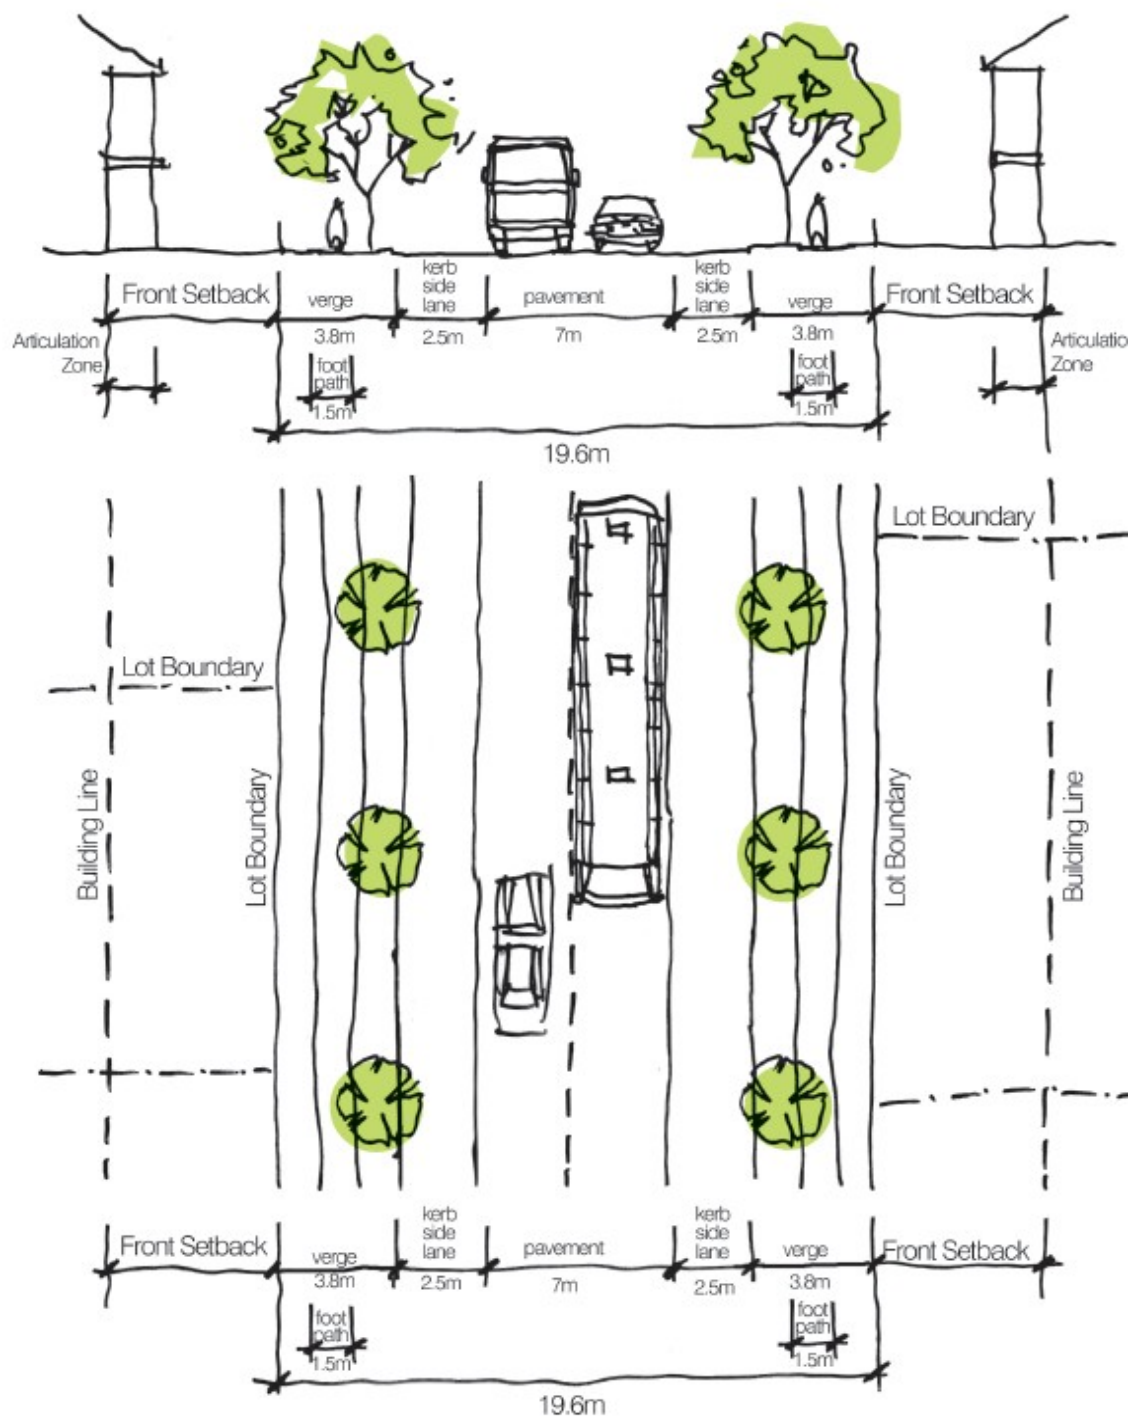 Front Setback
verge
kerb
side
lane
pavement
kerb
side
lane
verge
Front Setback
3.8m
2.5m
7m
2.5m
3.8m
Articulation
Zone
foot
path
1.5m
foot
path
1.5m
Articulatio
Zone
19.6m
Lot Boundary
Lot Boundary
Building Line
Lot Boundary
Lot Boundary
Building Line
Front Setback
verge
kerb
side
lane
pavement
kerb
side
lane
verge
Front Setback
3.8m
2.5m
7m
2.5m
3.8m
foot
path
1.5m
foot
path
1.5m
19.6m